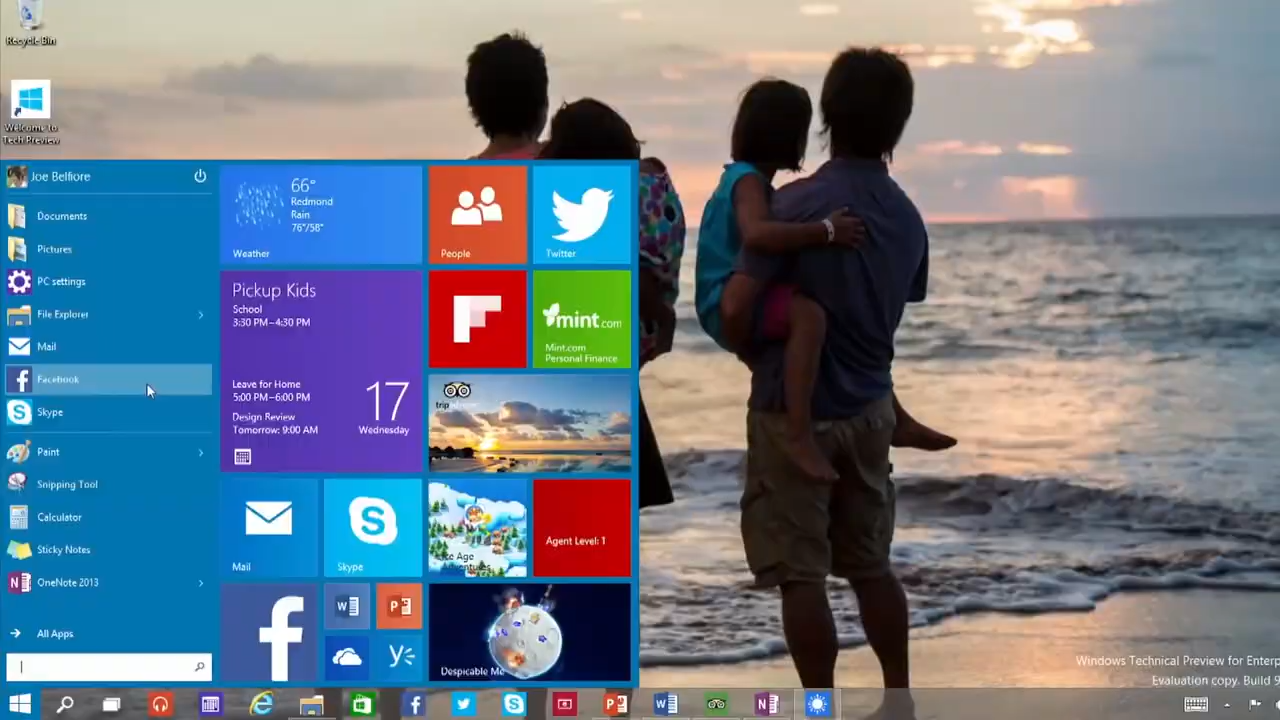 Recycle Bin
Welcome to
Tech Preview
Joe Belfiore
Documents
Pictures
PC settings
File Explorer
Mail
Facebook
Skype
Paint
Snipping Tool
Calculator
Sticky Notes
OneNote 2013
All Apps
66°
Redmond
Rain
76°/58°
Weather
People
Twitter
Pickup Kids
School
3:30 PM–4:30 PM
Leave for Home
5:00 PM–6:00 PM
Design Review
Tomorrow: 9:00 AM
17
Wednesday
mint.com
Mint.com
Personal Finance
trip
Mail
Skype
Ice Age
Adventures
Agent Level: 1
Despicable Me
Windows Technical Preview for Enterp
Evaluation copy. Build 9